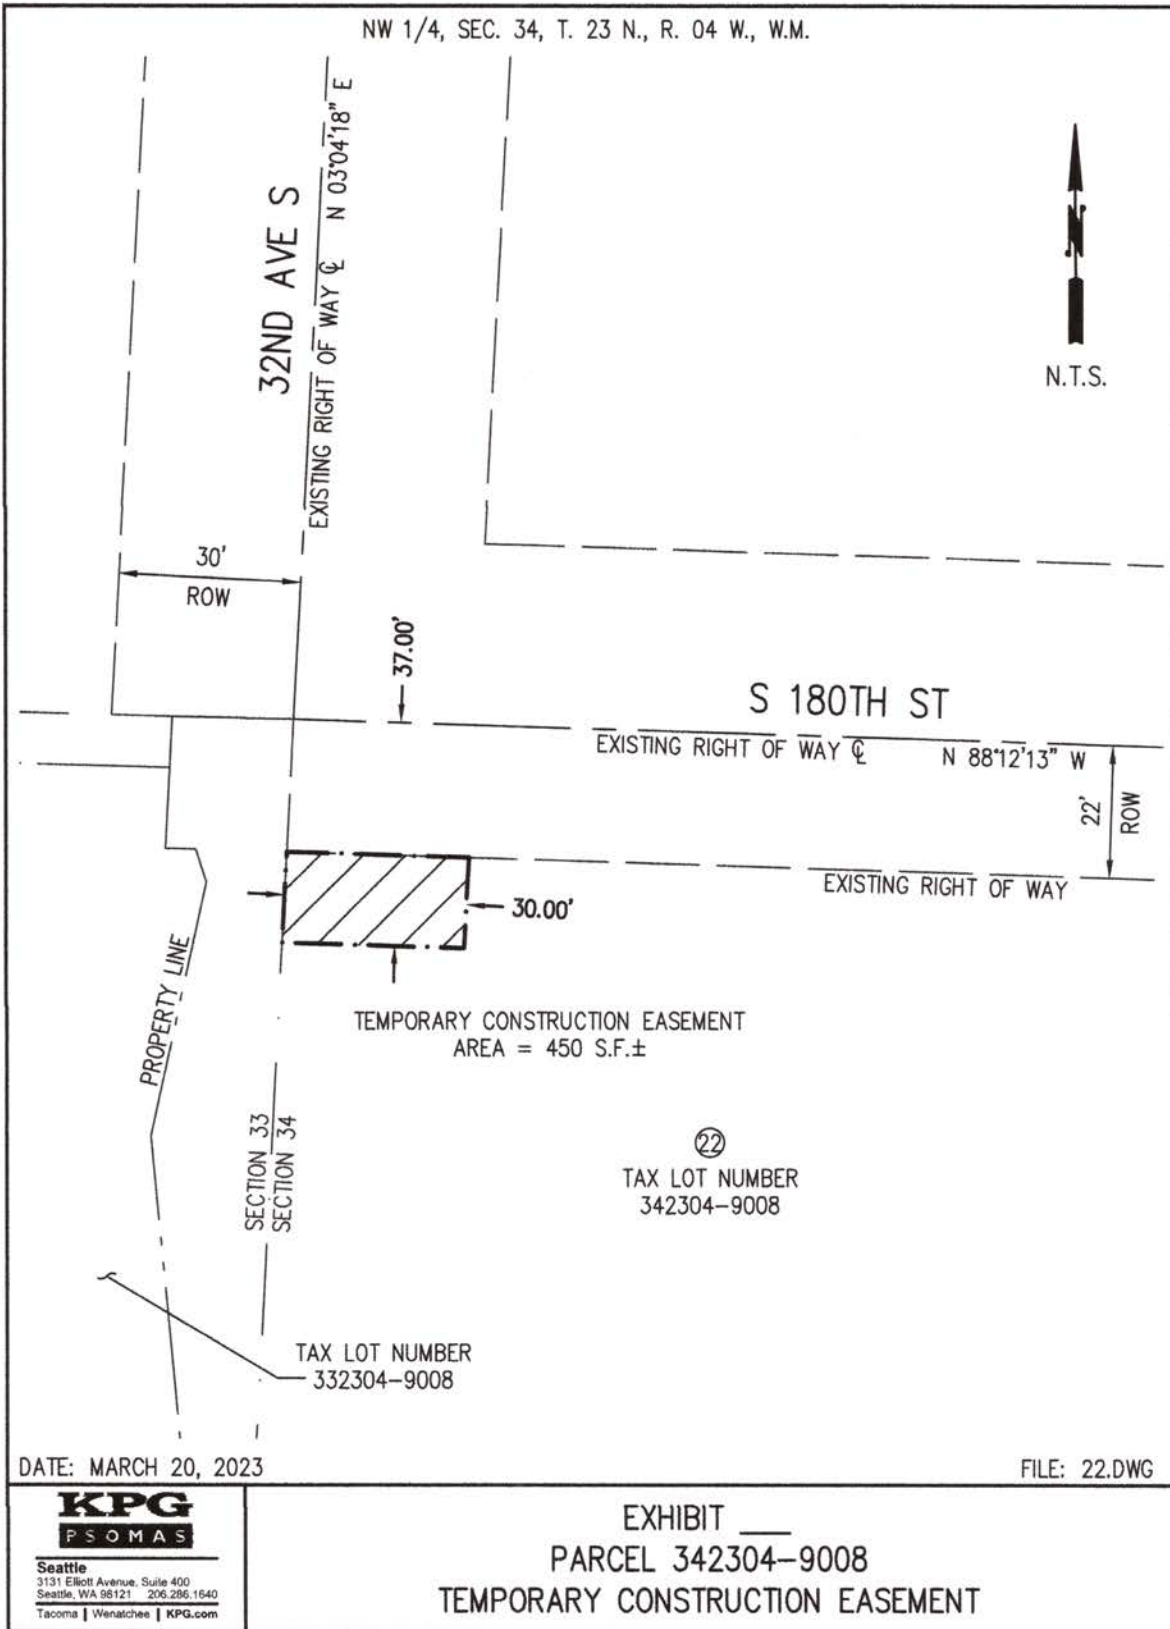 NW 1/4, SEC. 34, T. 23 N., R. 04 W., W.M.
32ND AVE S
EXISTING RIGHT OF WAY ℄ N 03°04'18" E
N
N.T.S.
30'
ROW
37.00'
S 180TH ST
EXISTING RIGHT OF WAY ℄ N 88°12'13" W
22'
ROW
EXISTING RIGHT OF WAY
30.00'
PROPERTY LINE
TEMPORARY CONSTRUCTION EASEMENT
AREA = 450 S.F.±
SECTION 33
SECTION 34
22
TAX LOT NUMBER
342304-9008
TAX LOT NUMBER
332304-9008
DATE: MARCH 20, 2023
FILE: 22.DWG
KPG
PSOMAS
Seattle
3131 Elliott Avenue, Suite 400
Seattle, WA 98121 206.286.1640
Tacoma | Wenatchee | KPG.com
EXHIBIT ___
PARCEL 342304-9008
TEMPORARY CONSTRUCTION EASEMENT